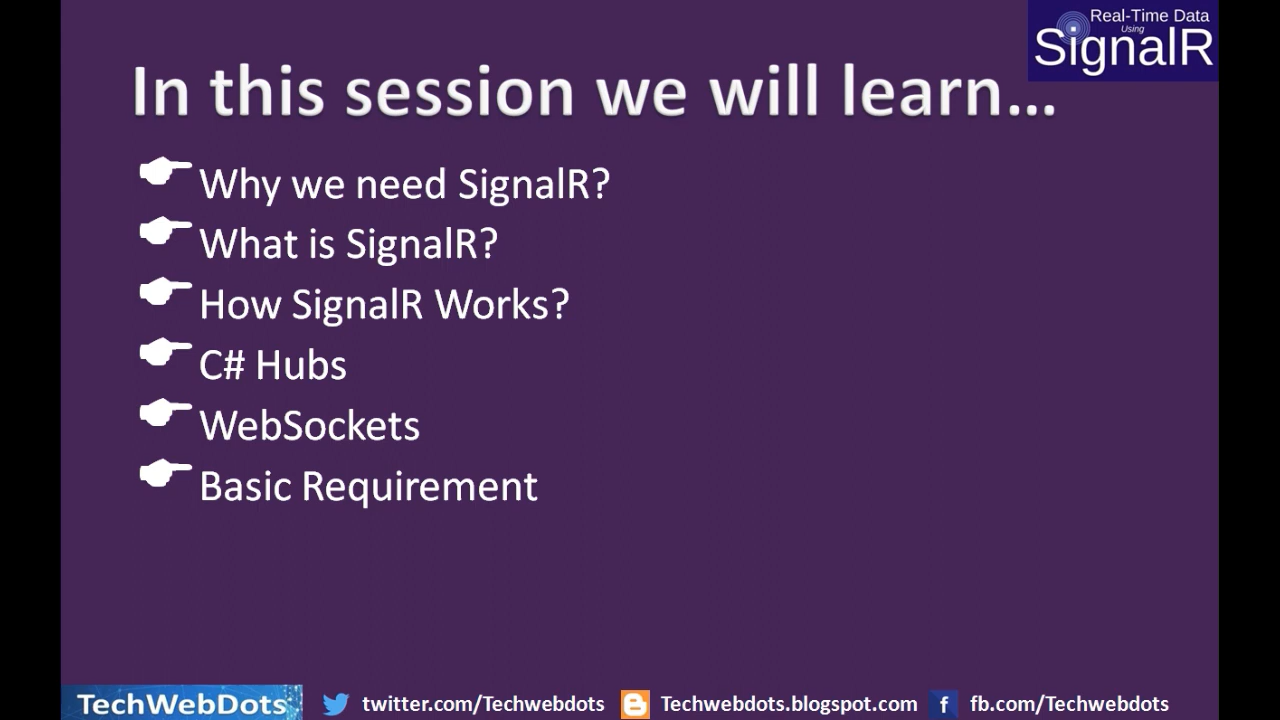 Real-Time Data
Using
SignalR
In this session we will learn...
Why we need SignalR?
What is SignalR?
How SignalR Works?
C# Hubs
WebSockets
Basic Requirement
TechWebDots twitter.com/Techwebdots Techwebdots.blogspot.com fb.com/Techwebdots